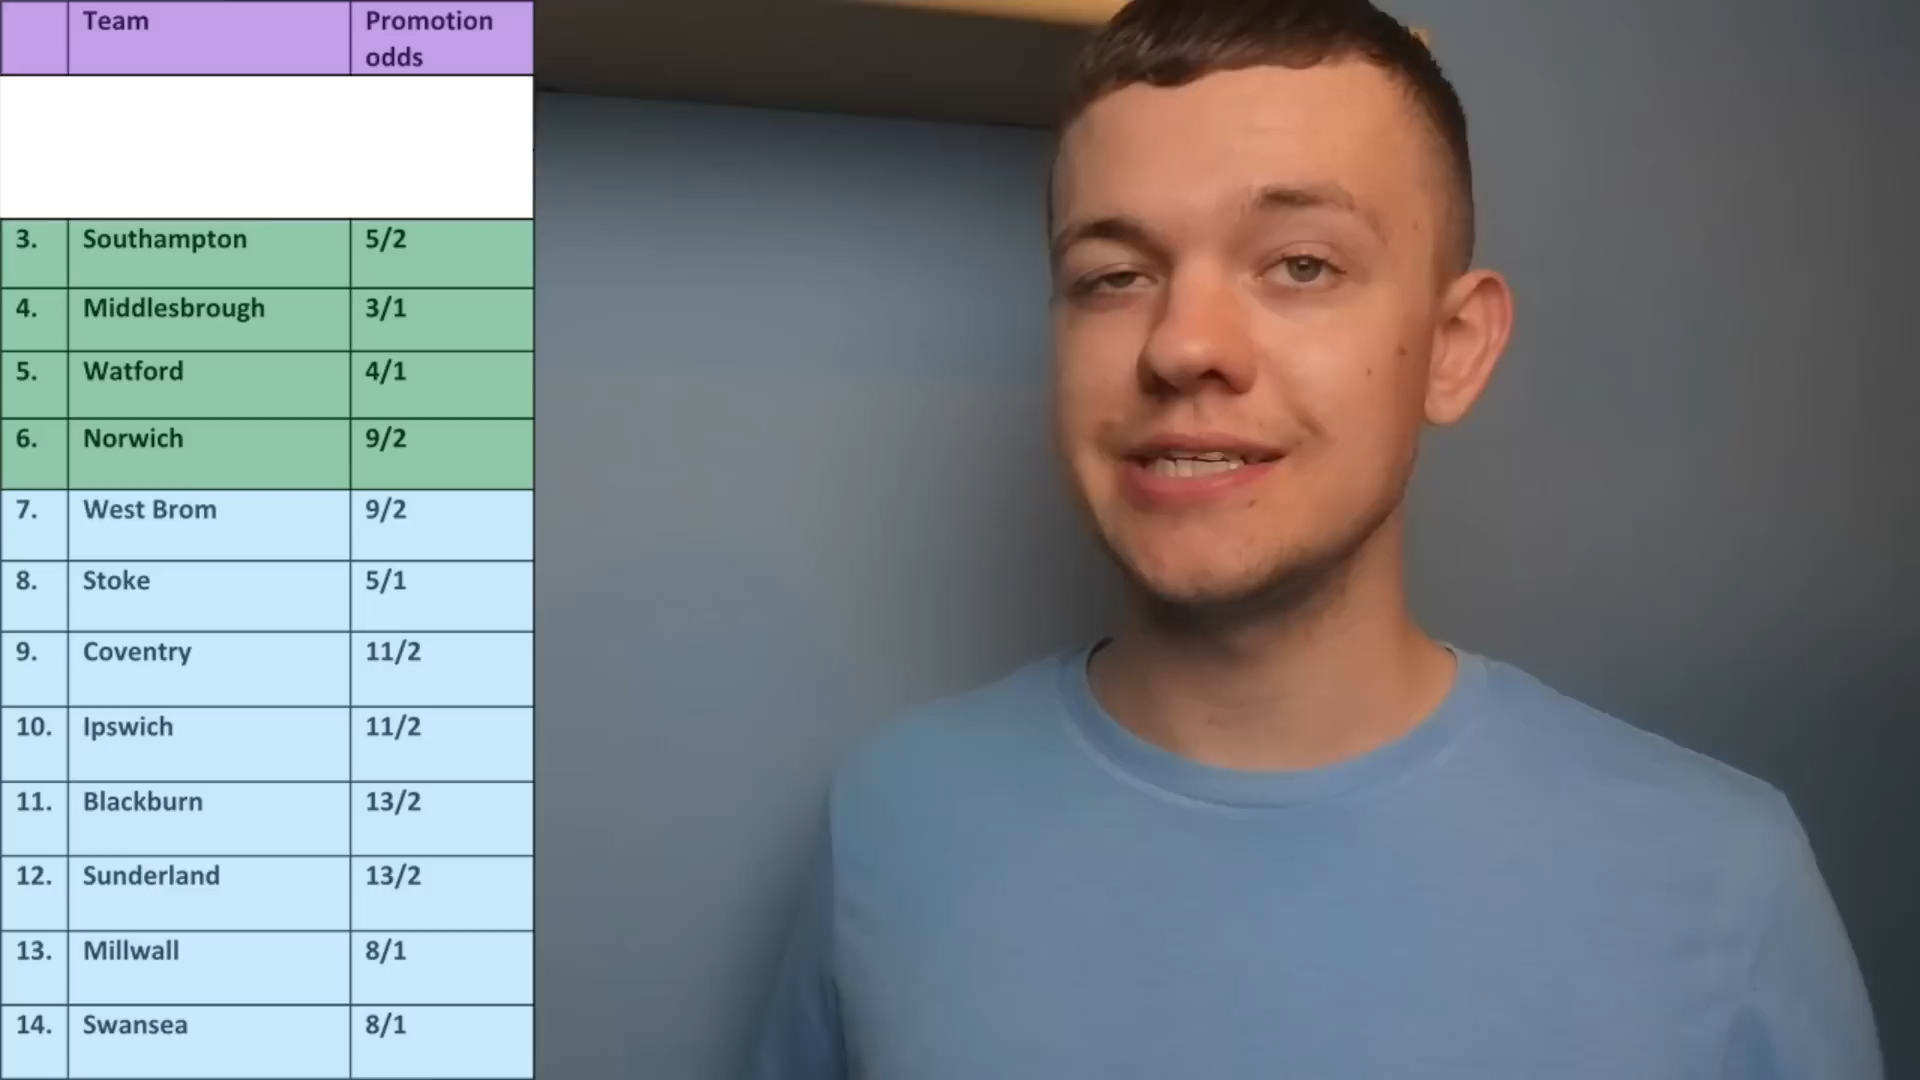 Team Promotion odds
3. Southampton 5/2
4. Middlesbrough 3/1
5. Watford 4/1
6. Norwich 9/2
7. West Brom 9/2
8. Stoke 5/1
9. Coventry 11/2
10. Ipswich 11/2
11. Blackburn 13/2
12. Sunderland 13/2
13. Millwall 8/1
14. Swansea 8/1